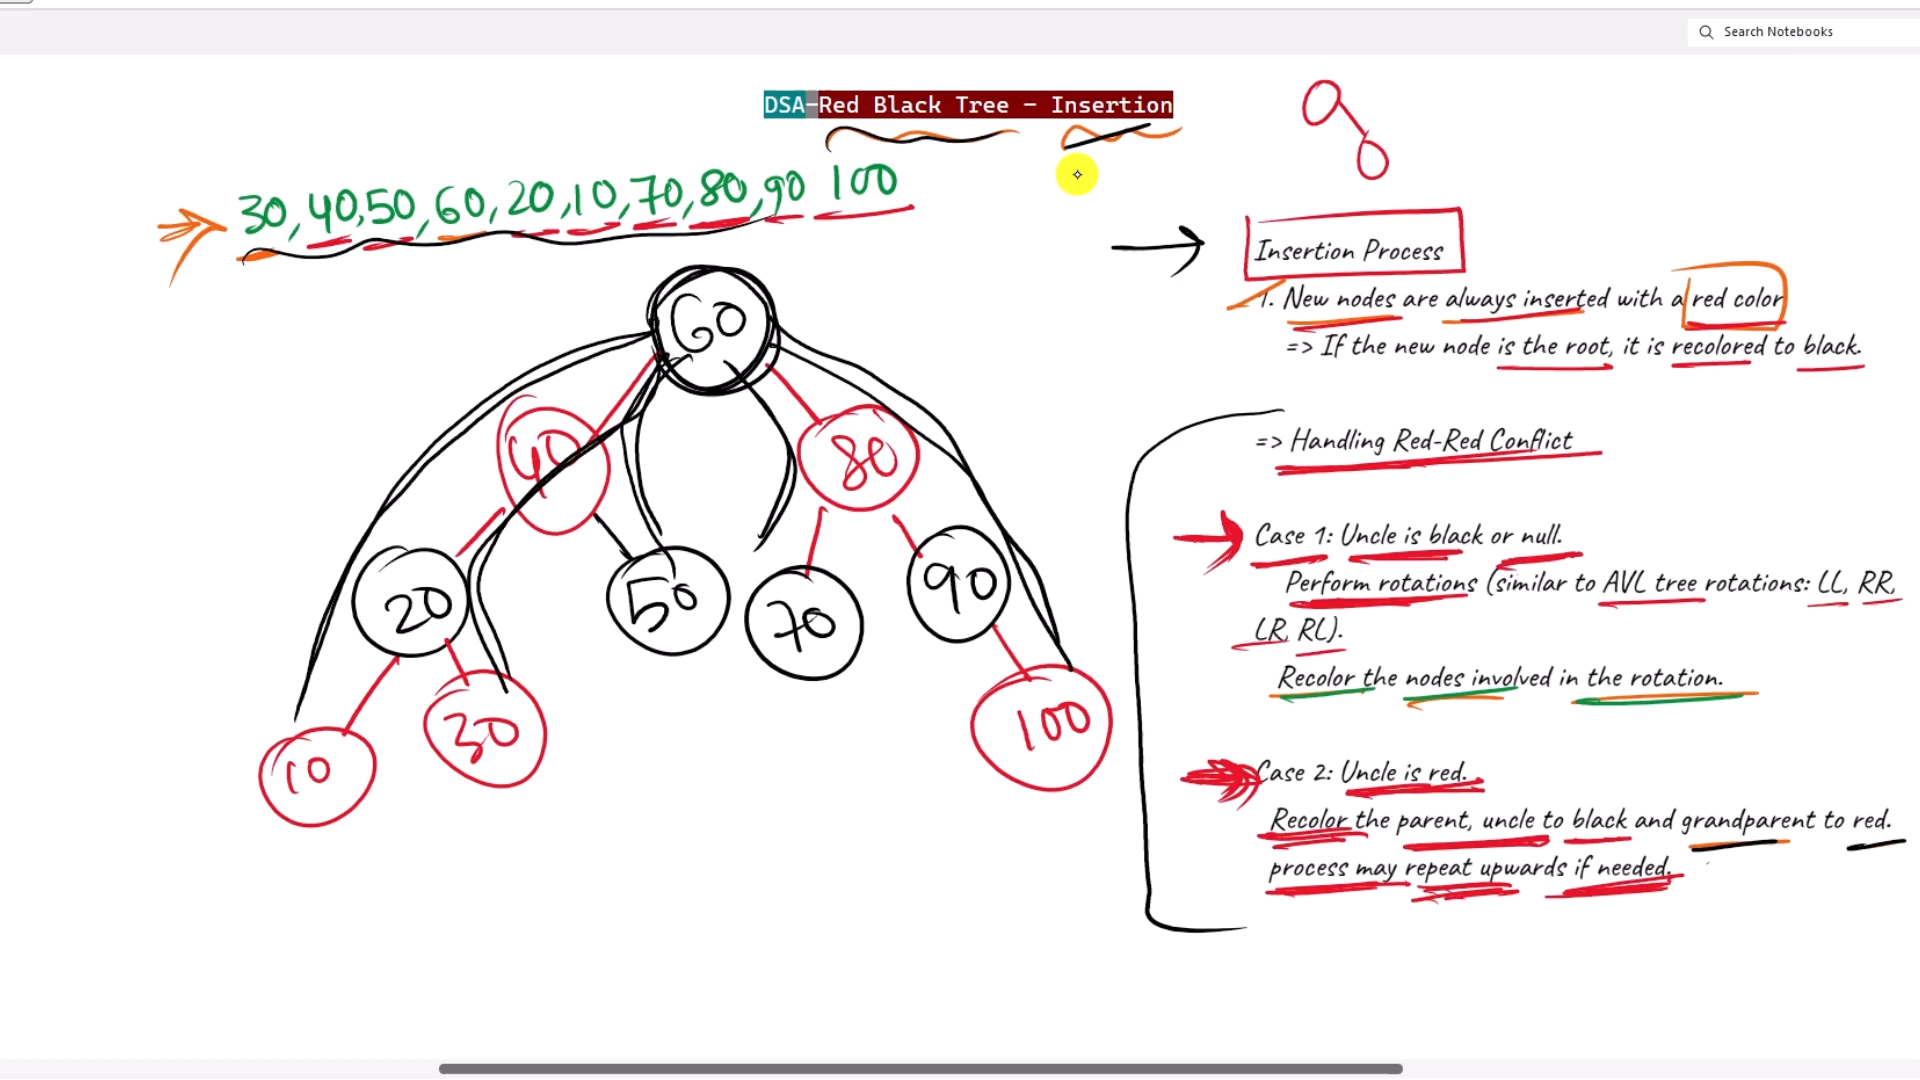 Search Notebooks
DSA-Red Black Tree - Insertion
30, 40, 50, 60, 20, 10, 70, 80, 90 100
60
40
80
20
50
70
90
10
30
100
Insertion Process
1. New nodes are always inserted with a red color
=> If the new node is the root, it is recolored to black.
=> Handling Red-Red Conflict
Case 1: Uncle is black or null.
Perform rotations (similar to AVL tree rotations: LL, RR,
LR, RL).
Recolor the nodes involved in the rotation.
Case 2: Uncle is red.
Recolor the parent, uncle to black and grandparent to red.
process may repeat upwards if needed.